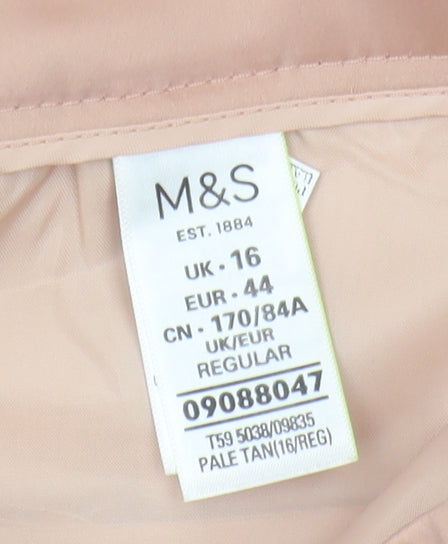 M&S
EST. 1884
UK · 16
EUR · 44
CN · 170/84A
UK/EUR
REGULAR
09088047
T59 5038/09835
PALE TAN(16/REG)